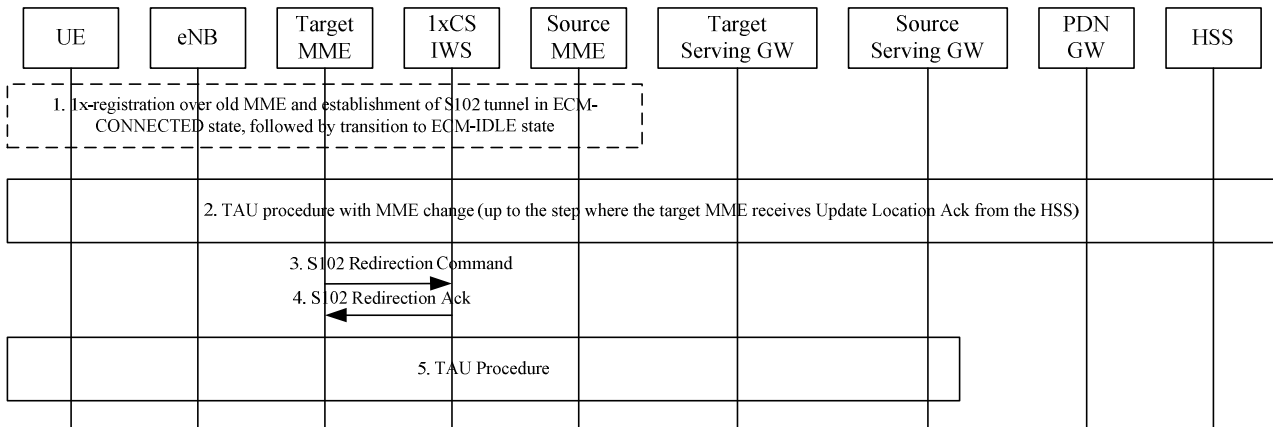 UE
eNB
Target
MME
1xCS
IWS
Source
MME
Target
Serving GW
Source
Serving GW
PDN
GW
HSS
1. 1x-registration over old MME and establishment of S102 tunnel in ECM-
CONNECTED state, followed by transition to ECM-IDLE state
2. TAU procedure with MME change (up to the step where the target MME receives Update Location Ack from the HSS)
3. S102 Redirection Command
4. S102 Redirection Ack
5. TAU Procedure